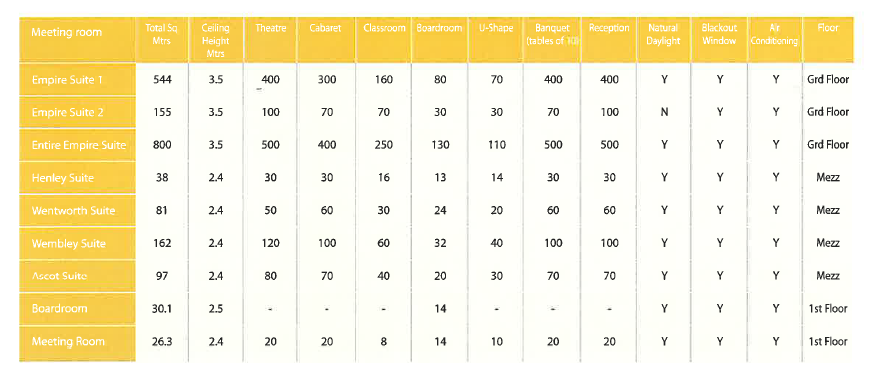 Meeting room Total Sq Mtrs Ceiling Height Mtrs Theatre Cabaret Classroom Boardroom U-Shape Banquet (tables of 10) Reception Natural Daylight Blackout Window Air Conditioning Floor
Empire Suite 1 544 3.5 400 300 160 80 70 400 400 Y Y Y Grd Floor
Empire Suite 2 155 3.5 100 70 70 30 30 70 100 N Y Y Grd Floor
Entire Empire Suite 800 3.5 500 400 250 130 110 500 500 Y Y Y Grd Floor
Henley Suite 38 2.4 30 30 16 13 14 30 30 Y Y Y Mezz
Wentworth Suite 81 2.4 50 60 30 24 20 60 60 Y Y Y Mezz
Wembley Suite 162 2.4 120 100 60 32 40 100 100 Y Y Y Mezz
Ascot Suite 97 2.4 80 70 40 20 30 70 70 Y Y Y Mezz
Boardroom 30.1 2.5 - - - 14 - - - Y Y Y 1st Floor
Meeting Room 26.3 2.4 20 20 8 14 10 20 20 Y Y Y 1st Floor